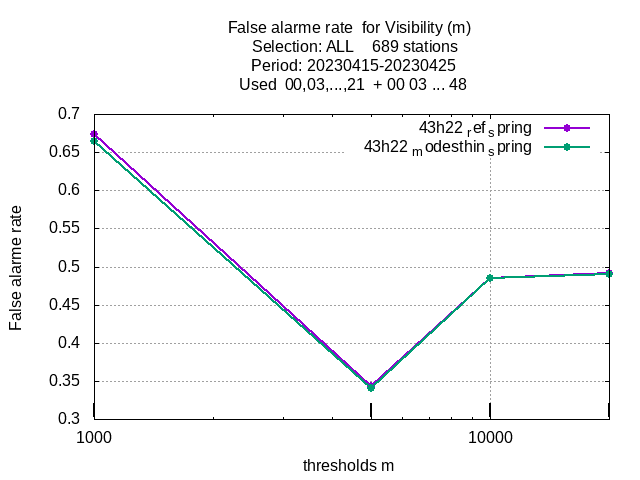 False alarme rate  for Visibility (m)
Selection: ALL    689 stations
Period: 20230415-20230425
Used  00,03,...,21  + 00 03 ... 48
0.7
0.65
0.6
0.55
0.5
0.45
0.4
0.35
0.3
False alarme rate
43h22 ref spring
43h22 modesthin spring
1000
10000
thresholds m